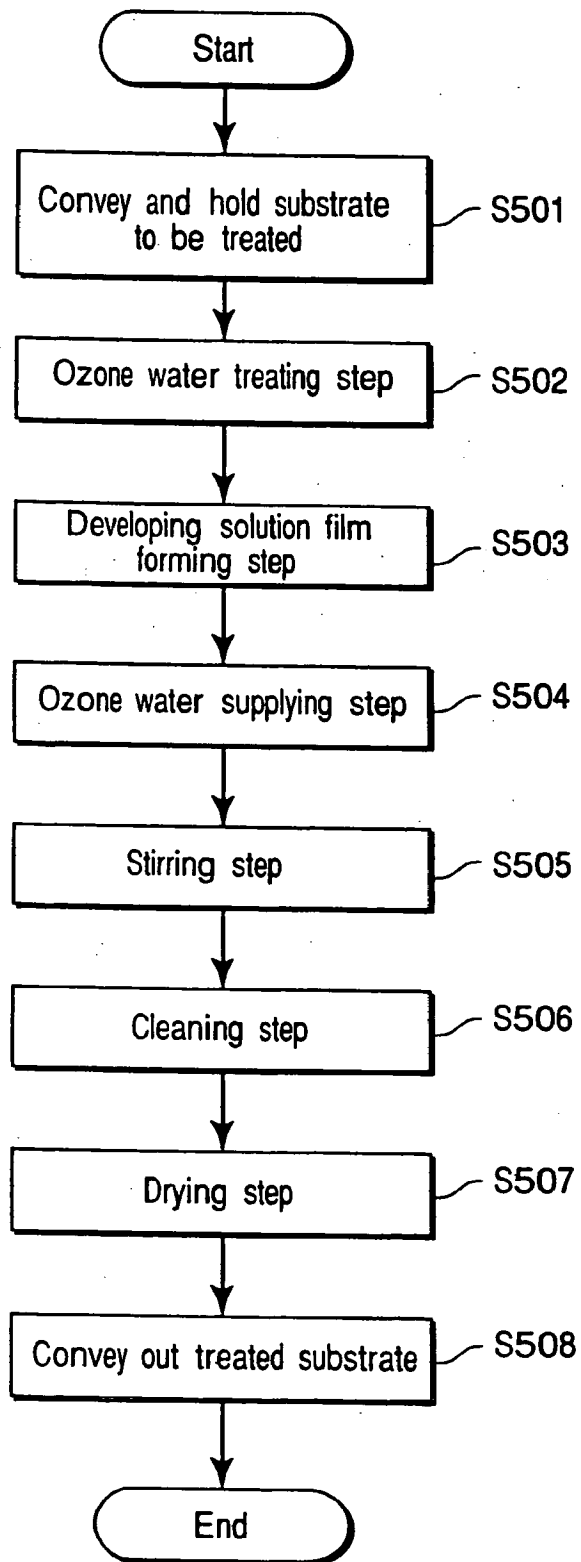 Start
Convey and hold substrate
to be treated
S501
Ozone water treating step
S502
Developing solution film
forming step
S503
Ozone water supplying step
S504
Stirring step
S505
Cleaning step
S506
Drying step
S507
Convey out treated substrate
S508
End